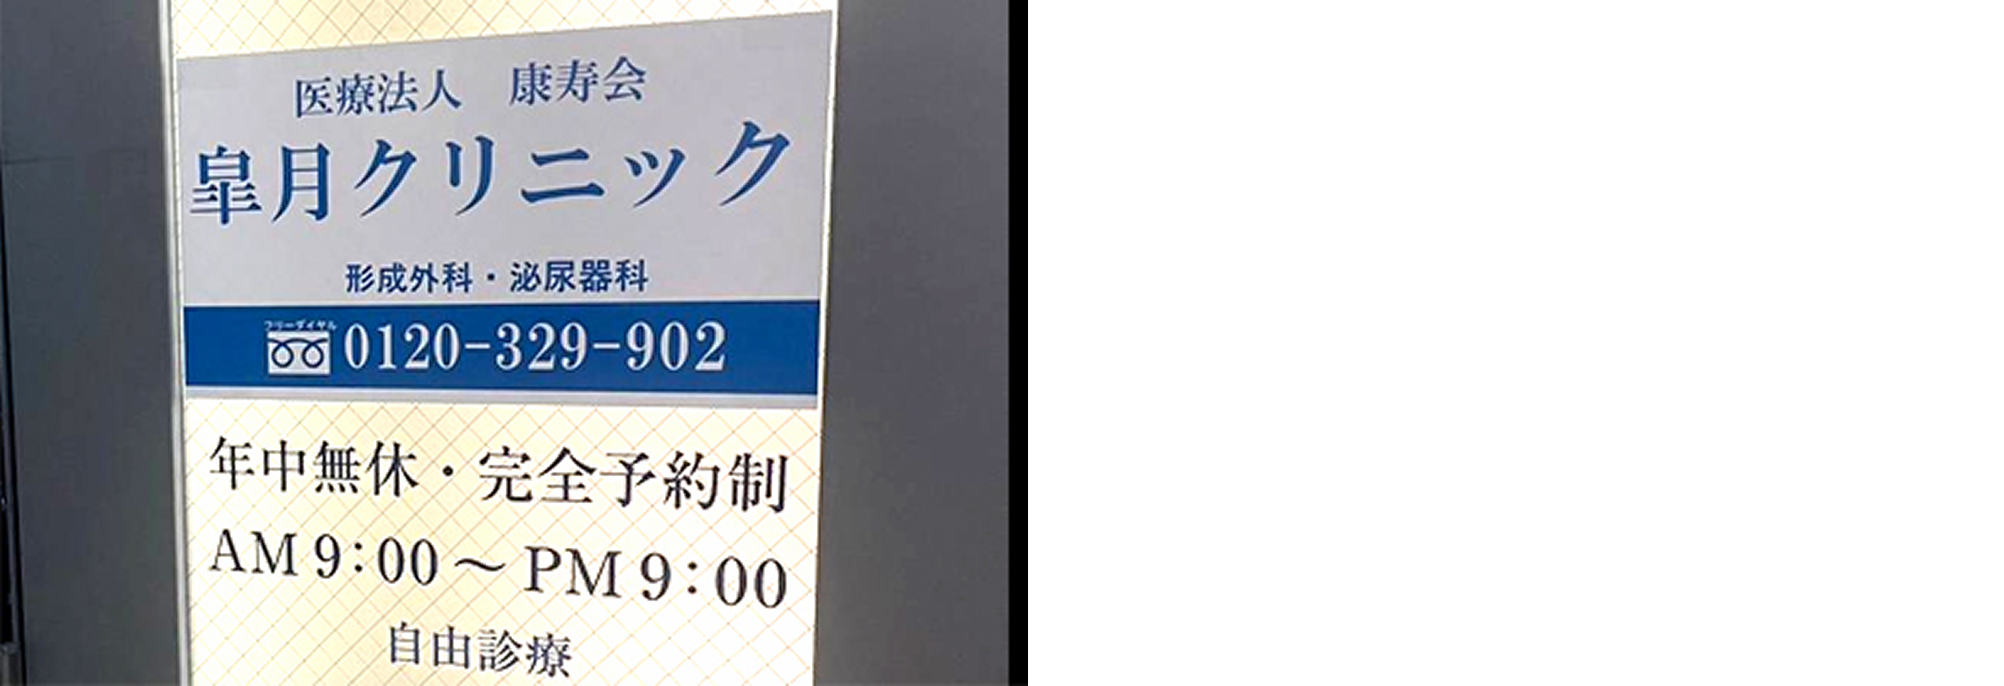 医療法人　康寿会
皐月クリニック
形成外科・泌尿器科
フリーダイヤル
0120-329-902
年中無休・完全予約制
AM 9:00～PM 9:00
自由診療